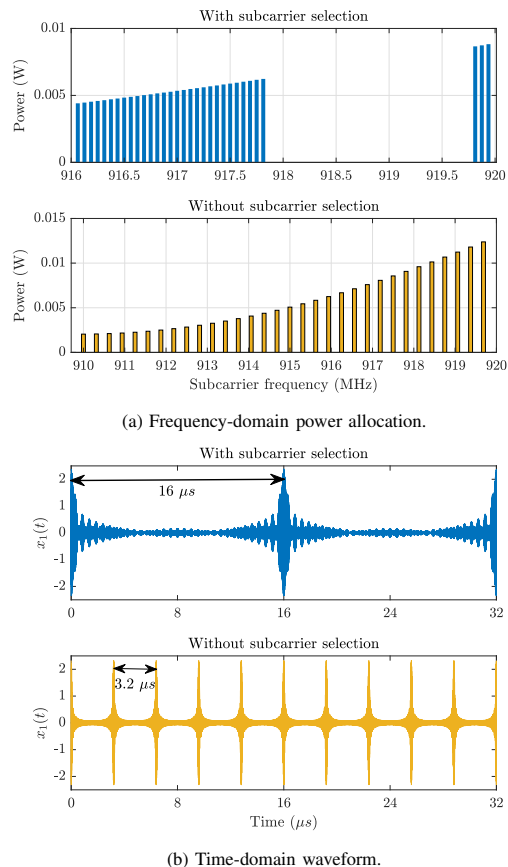 With subcarrier selection
0.01
0.005
0
Power (W)
916 916.5 917 917.5 918 918.5 919 919.5 920
Without subcarrier selection
0.015
0.01
0.005
0
Power (W)
910 911 912 913 914 915 916 917 918 919 920
Subcarrier frequency (MHz)
(a) Frequency-domain power allocation.
With subcarrier selection
2
1
0
-1
-2
x₁(t)
16 μs
0 8 16 24 32
Without subcarrier selection
2
1
0
-1
-2
x₁(t)
3.2 μs
0 8 16 24 32
Time (μs)
(b) Time-domain waveform.